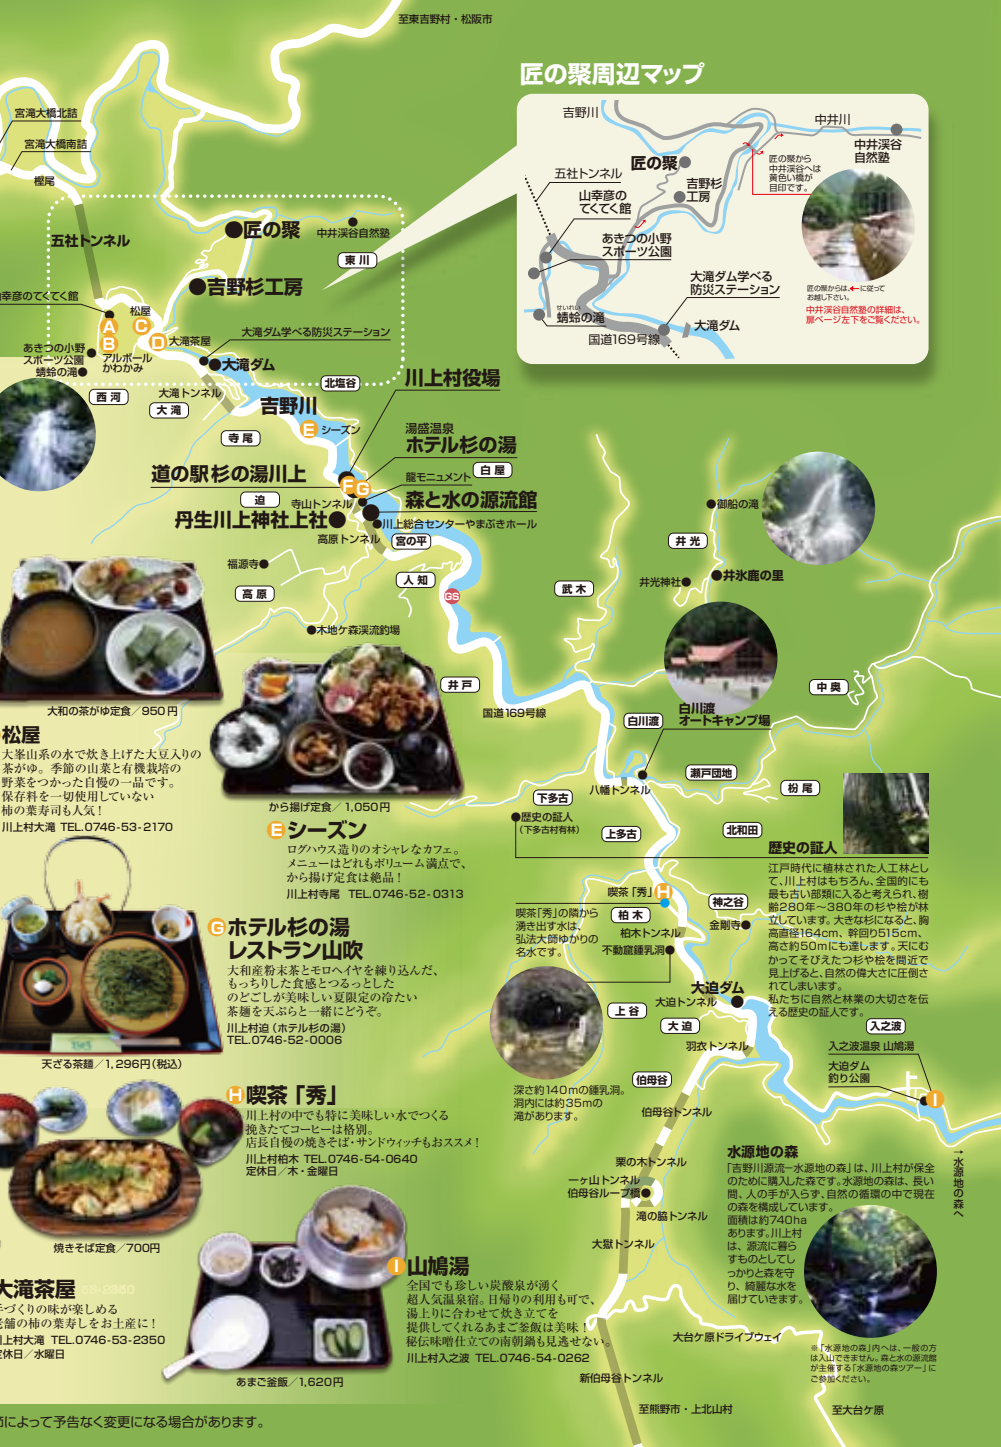 至東吉野村・松阪市
匠の聚周辺マップ
吉野川
中井川
中井渓谷
自然塾
匠の聚
匠の聚から
中井渓谷へは
黄色い橋が
目印です。
五社トンネル
吉野杉
工房
山幸彦の
てくてく館
あきつの小野
スポーツ公園
大滝ダム学べる
防災ステーション
せいれい
蜻蛉の滝
国道169号線
大滝ダム
匠の聚からは、←に従って
お越し下さい。
中井渓谷自然塾の詳細は、
扉ページ左下をご覧ください。
宮滝大橋北詰
宮滝大橋南詰
樫尾
五社トンネル
匠の聚
中井渓谷自然塾
東川
吉野杉工房
幸彦のてくてく館
松屋
A
B
C
D
大滝茶屋
大滝ダム学べる防災ステーション
あきつの小野
スポーツ公園
蜻蛉の滝
アルボール
かわかみ
大滝ダム
北塩谷
川上村役場
西河
大滝
大滝トンネル
吉野川
E シーズン
寺尾
湯盛温泉
ホテル杉の湯
道の駅杉の湯川上
F
G
龍モニュメント
白屋
迫
寺山トンネル
森と水の源流館
丹生川上神社上社
川上総合センターやまぶきホール
高原トンネル
宮の平
福源寺
人知
高原
GS
木地ケ森渓流釣場
武木
御船の滝
井光
井光神社
井氷鹿の里
井戸
国道169号線
中奥
白川渡
白川渡
オートキャンプ場
瀬戸団地
八幡トンネル
下多古
栃尾
歴史の証人
（下多古村有林）
上多古
北和田
歴史の証人
江戸時代に植林された人工林とし
て、川上村はもちろん、全国的にも
最も古い部類に入ると考えられ、樹
齢280年〜380年の杉や桧が林
立しています。大きな杉になると、胸
高直径164cm、幹回り515cm、
高さ約50mにも達します。天にむ
かってそびえたつ杉や桧を間近で
見上げると、自然の偉大さに圧倒さ
れてしまいます。
私たちに自然と林業の大切さを伝
える歴史の証人です。
喫茶「秀」
H
喫茶「秀」の隣から
湧き出す水は、
弘法大師ゆかりの
名水です。
柏木
神之谷
柏木トンネル
金剛寺
不動窟鍾乳洞
大迫ダム
大迫トンネル
上谷
大迫
入之波
羽衣トンネル
入之波温泉 山鳩湯
大迫ダム
釣り公園
I
深さ約140mの鍾乳洞。
洞内には約35mの
滝があります。
伯母谷
伯母谷トンネル
→水源地の森へ
栗の木トンネル
一ヶ山トンネル
伯母谷ループ橋
滝の脇トンネル
大嶽トンネル
水源地の森
「吉野川源流―水源地の森」は、川上村が保全
のために購入した森です。水源地の森は、長い
間、人の手が入らず、自然の循環の中で現在
の森を構成しています。
面積は約740ha
あります。川上村
は、源流に暮ら
すものとしてし
っかりと森を守
り、綺麗な水を
届けていきます。
※「水源地の森」内へは、一般の方
は入山できません。森と水の源流館
が主催する「水源地の森ツアー」に
ご参加ください。
大台ケ原ドライブウェイ
新伯母谷トンネル
至熊野市・上北山村
至大台ケ原
大和の茶がゆ定食／950円
松屋
大峯山系の水で炊き上げた大豆入りの
茶がゆ。季節の山菜と有機栽培の
野菜をつかった自慢の一品です。
保存料を一切使用していない
柿の葉寿司も人気！
川上村大滝 TEL.0746-53-2170
から揚げ定食／1,050円
E シーズン
ログハウス造りのオシャレなカフェ。
メニューはどれもボリューム満点で、
から揚げ定食は絶品！
川上村寺尾 TEL.0746-52-0313
天ざる茶麺／1,296円（税込）
G ホテル杉の湯
レストラン山吹
大和産粉末茶とモロヘイヤを練り込んだ、
もっちりした食感とつるっとした
のどごしが美味しい夏限定の冷たい
茶麺を天ぷらと一緒にどうぞ。
川上村迫（ホテル杉の湯）
TEL.0746-52-0006
H 喫茶「秀」
川上村の中でも特に美味しい水でつくる
挽きたてコーヒーは格別。
店長自慢の焼きそば・サンドウィッチもおススメ！
川上村柏木 TEL.0746-54-0640
定休日／木・金曜日
焼きそば定食／700円
大滝茶屋
手づくりの味が楽しめる
老舗の柿の葉寿しをお土産に！
川上村大滝 TEL.0746-53-2350
定休日／水曜日
I 山鳩湯
全国でも珍しい炭酸泉が湧く
超人気温泉宿。日帰りの利用も可で、
湯上りに合わせて炊き立てを
提供してくれるあまご釜飯は美味！
秘伝味噌仕立ての南朝鍋も見逃せない。
川上村入之波 TEL.0746-54-0262
あまご釜飯／1,620円
によって予告なく変更になる場合があります。